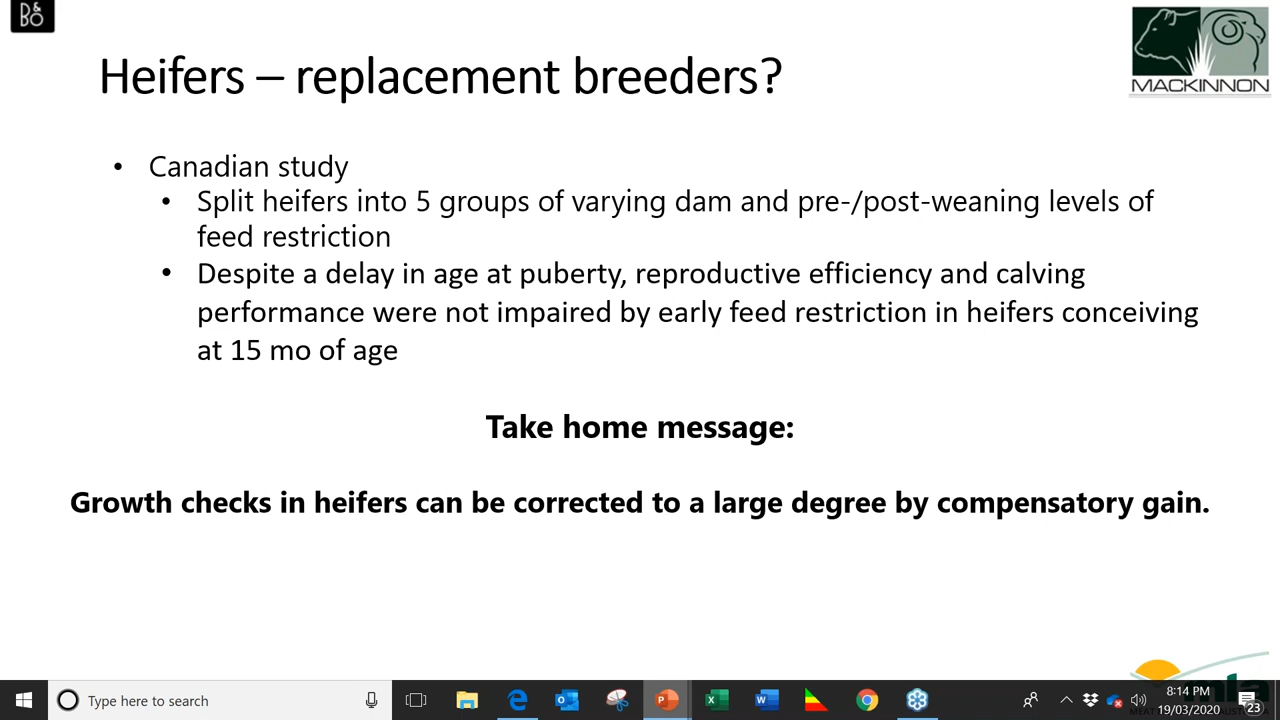 B&O
Heifers – replacement breeders?
MACKINNON
• Canadian study
• Split heifers into 5 groups of varying dam and pre-/post-weaning levels of
feed restriction
• Despite a delay in age at puberty, reproductive efficiency and calving
performance were not impaired by early feed restriction in heifers conceiving
at 15 mo of age
Take home message:
Growth checks in heifers can be corrected to a large degree by compensatory gain.
mla
Type here to search
8:14 PM
19/03/2020
23